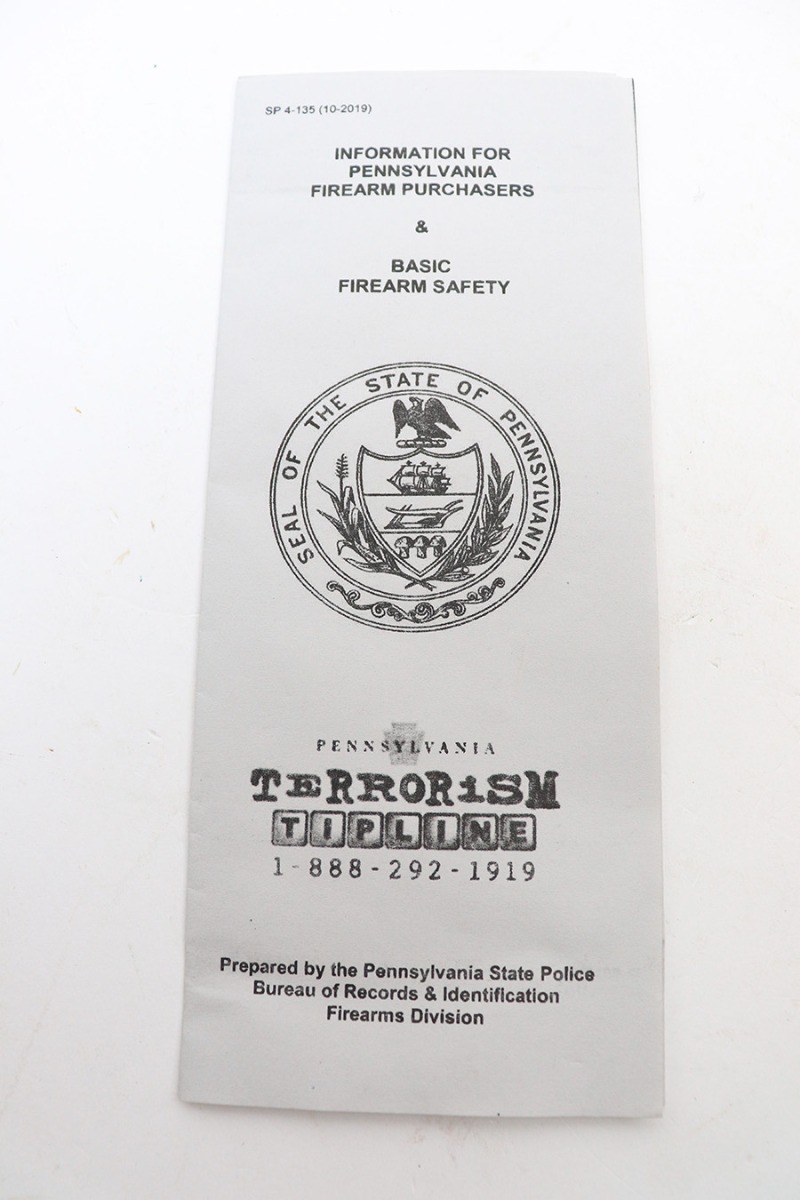 SP 4-135 (10-2019)
INFORMATION FOR
PENNSYLVANIA
FIREARM PURCHASERS
&
BASIC
FIREARM SAFETY
SEAL OF THE STATE OF PENNSYLVANIA
PENNSYLVANIA
TERRORiSM
TIPLINE
1-888-292-1919
Prepared by the Pennsylvania State Police
Bureau of Records & Identification
Firearms Division